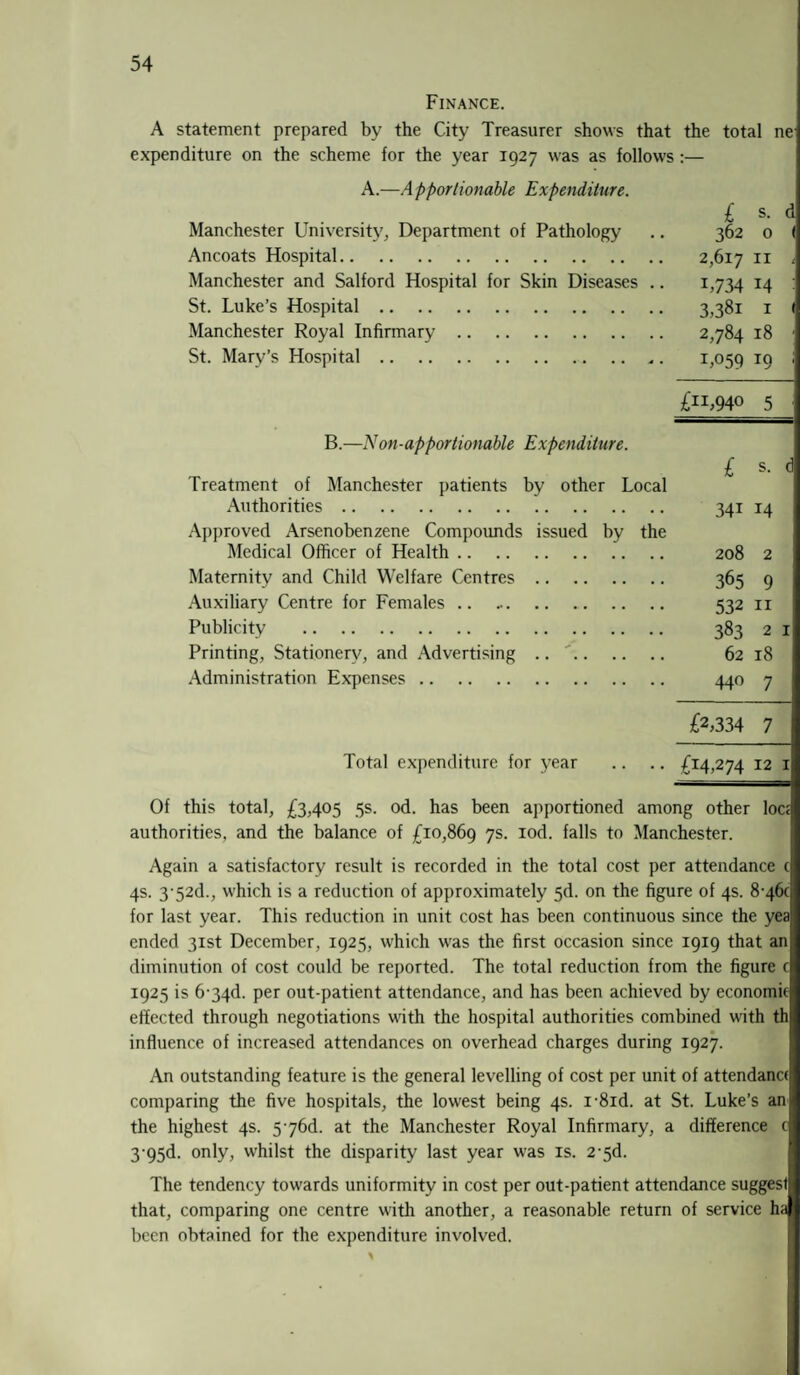 54
Finance.
A statement prepared by the City Treasurer shows that the total
expenditure on the scheme for the year 1927 was as follows :—
A.—Apportionable Expenditure.
£ s. d
Manchester University, Department of Pathology .. 362 0
Ancoats Hospital.. .. .. .. .. .. .. .. .. .. 2,617 11
Manchester and Salford Hospital for Skin Diseases .. 1,734 14
St. Luke's Hospital .. .. .. .. .. .. .. .. .. 3,381 1
Manchester Royal Infirmary .. .. .. .. .. .. .. 2,784 18
St. Mary's Hospital .. .. .. .. .. .. .. .. .. 1,059 19
£11,940 5
B.—Non-apportionable Expenditure.
£ s. d
Treatment of Manchester patients by other Local
Authorities .. .. .. .. .. .. .. .. .. .. 341 14
Approved Arsenobenzene Compounds issued by the
Medical Officer of Health .. .. .. .. .. .. .. 208 2
Maternity and Child Welfare Centres .. .. .. .. 365 9
Auxiliary Centre for Females .. .. .. .. .. .. .. 532 11
Publicity .. .. .. .. .. .. .. .. .. .. .. 383 2 1
Printing, Stationery, and Advertising .. .. .. .. 62 18
Administration Expenses .. .. .. .. .. .. .. .. 440 7
£2,334 7
Total expenditure for year .. .. £14,274 12 1
Of this total, £3,405 5s. 0d. has been apportioned among other
authorities, and the balance of £10,869 7s. 10d. falls to Manchester.
Again a satisfactory result is recorded in the total cost per attendance
4s. 3·52d., which is a reduction of approximately 5d. on the figure of 4s. 8·46
for last year. This reduction in unit cost has been continuous since the
ended 31st December, 1925, which was the first occasion since 1919 that
diminution of cost could be reported. The total reduction from the figure
1925 is 6·34d. per out-patient attendance, and has been achieved by
effected through negotiations with the hospital authorities combined with
influence of increased attendances on overhead charges during 1927.
An outstanding feature is the general levelling of cost per unit of
comparing the five hospitals, the lowest being 4s. 1·81d. at St. Luke's
the highest 4s. 5·76d. at the Manchester Royal Infirmary, a difference
3·95d. only, whilst the disparity last year was 1s. 2·5d.
The tendency towards uniformity in cost per out-patient attendance
that, comparing one centre with another, a reasonable return of service
been obtained for the expenditure involved.